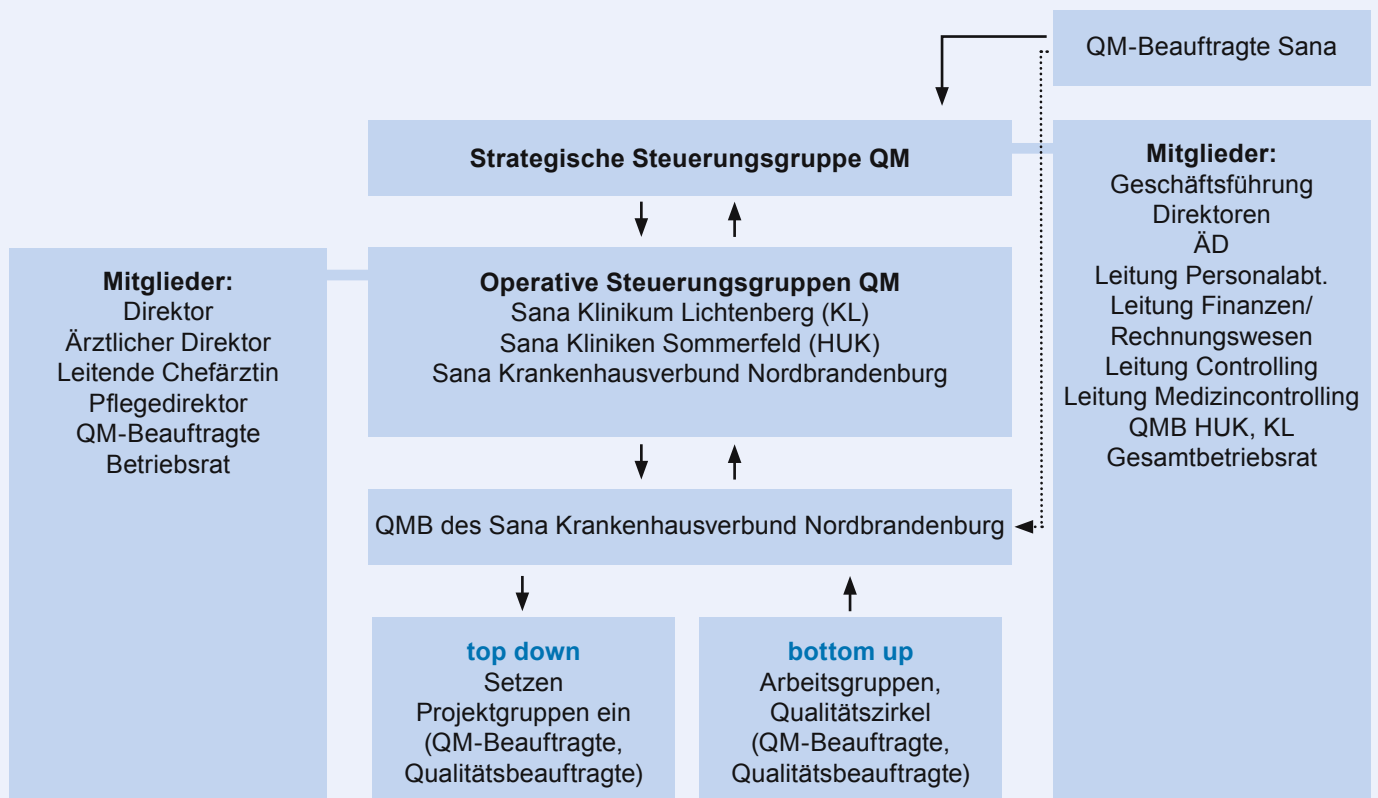 QM-Beauftragte Sana
Strategische Steuerungsgruppe QM
Mitglieder:
Geschäftsführung
Direktoren
ÄD
Leitung Personalabt.
Leitung Finanzen/
Rechnungswesen
Leitung Controlling
Leitung Medizincontrolling
QMB HUK, KL
Gesamtbetriebsrat
Mitglieder:
Direktor
Ärztlicher Direktor
Leitende Chefärztin
Pflegedirektor
QM-Beauftragte
Betriebsrat
Operative Steuerungsgruppen QM
Sana Klinikum Lichtenberg (KL)
Sana Kliniken Sommerfeld (HUK)
Sana Krankenhausverbund Nordbrandenburg
QMB des Sana Krankenhausverbund Nordbrandenburg
top down
Setzen
Projektgruppen ein
(QM-Beauftragte,
Qualitätsbeauftragte)
bottom up
Arbeitsgruppen,
Qualitätszirkel
(QM-Beauftragte,
Qualitätsbeauftragte)